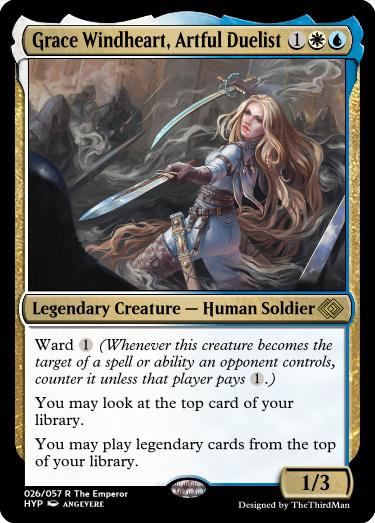 Grace Windheart, Artful Duelist 1
Legendary Creature — Human Soldier
Ward 1 (Whenever this creature becomes the
target of a spell or ability an opponent controls,
counter it unless that player pays 1.)
You may look at the top card of your
library.
You may play legendary cards from the top
of your library.
1/3
026/057 R The Emperor
HYP ANGEVERE
Designed by TheThirdMan